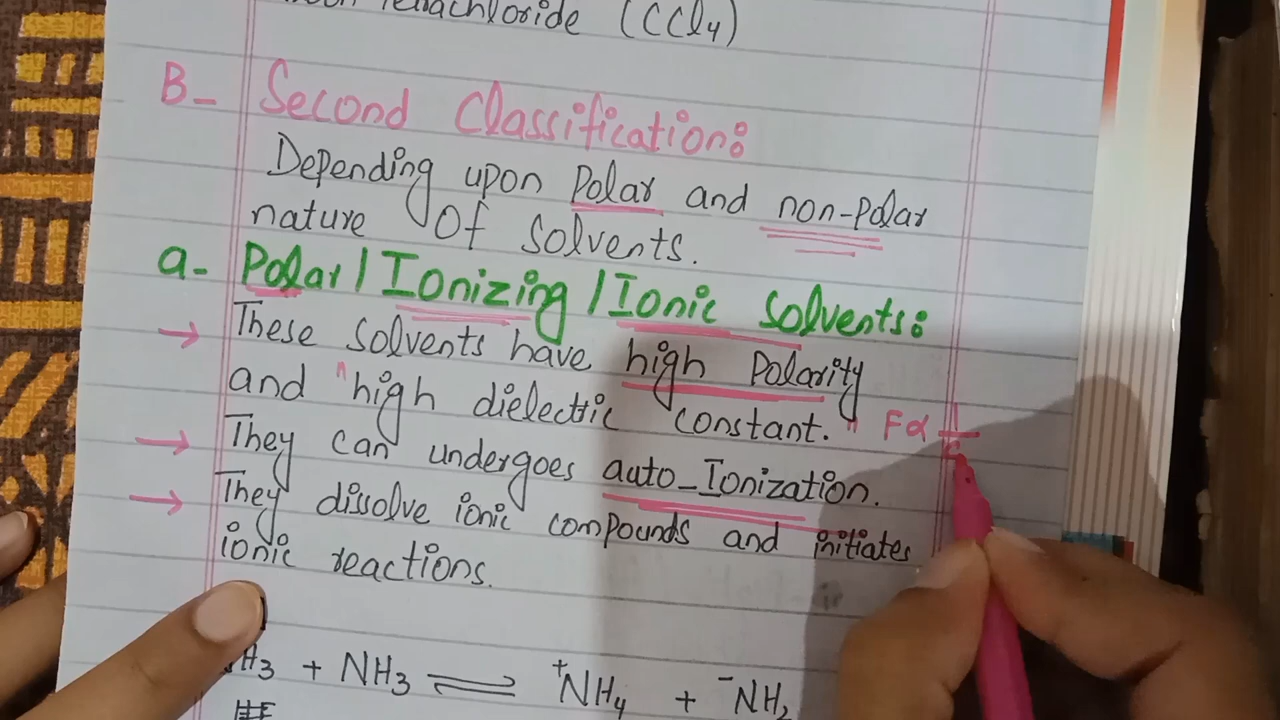 tetrachloride (CCl4)
B- Second Classification:
Depending upon Polar and non-Polar
nature Of Solvents.
a- Polar/Ionizing/Ionic Solvents:
→ These solvents have high Polarity
and "high dielectric constant." F∝ 1
→ They can undergoes auto-Ionization.
→ They dissolve ionic compounds and initiates
ionic reactions.
H3 + NH3 ⇌ +NH4 + -NH2